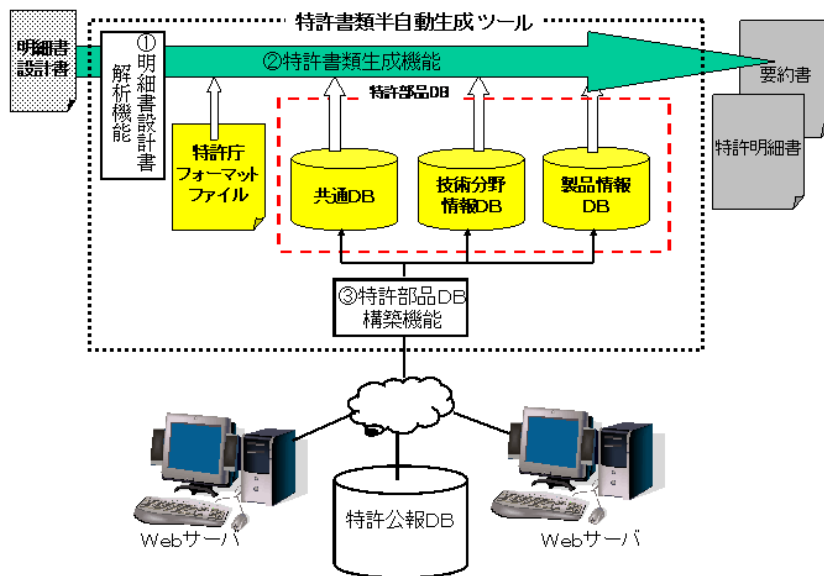 特許書類半自動生成ツール
明細書
設計書
①明細書設計書
解析機能
②特許書類生成機能
要約書
特許明細書
特許部品DB
特許庁
フォーマット
ファイル
共通DB
技術分野
情報DB
製品情報
DB
③特許部品DB
構築機能
Webサーバ
特許公報DB
Webサーバ